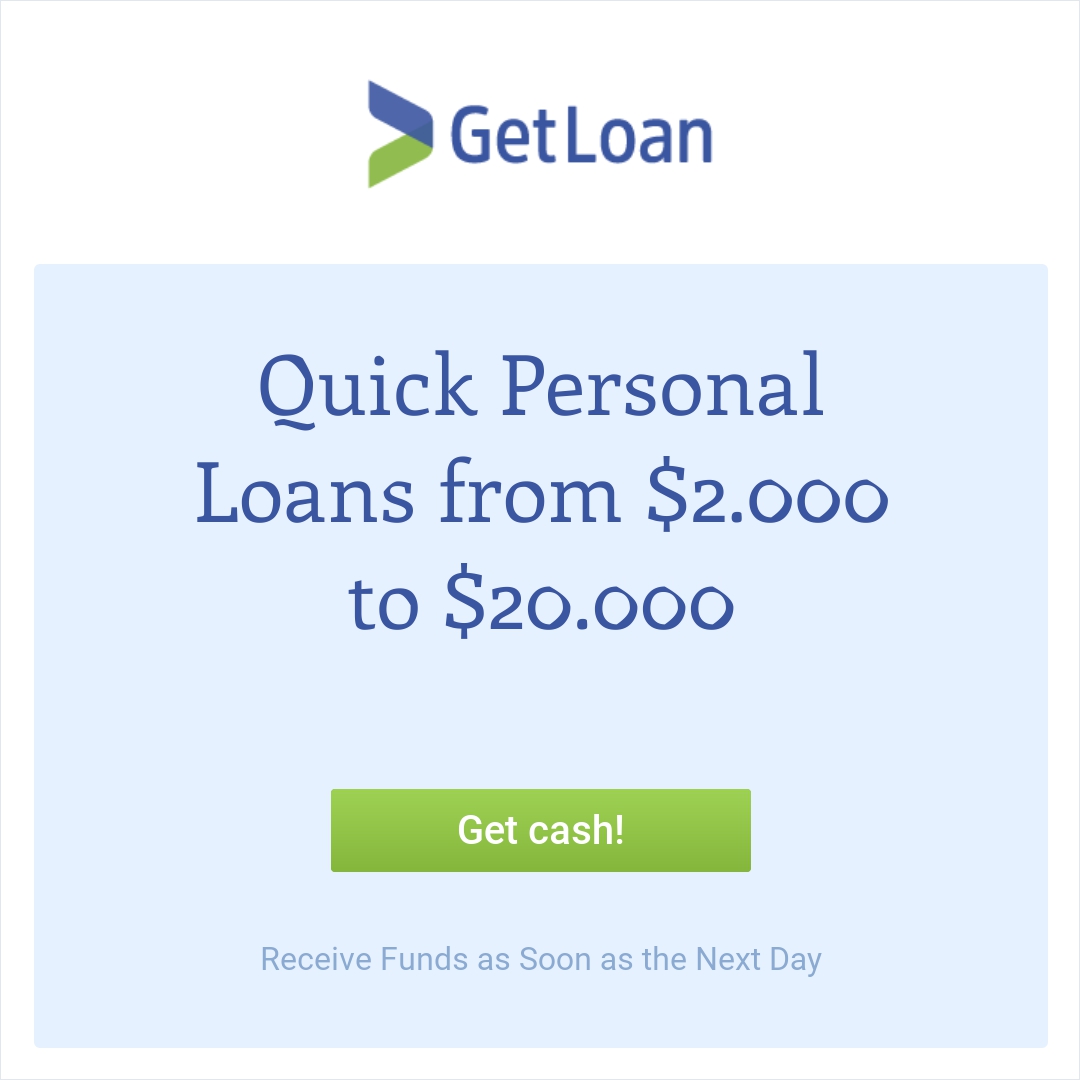 GetLoan
Quick Personal
Loans from $2.000
to $20.000
Get cash!
Receive Funds as Soon as the Next Day